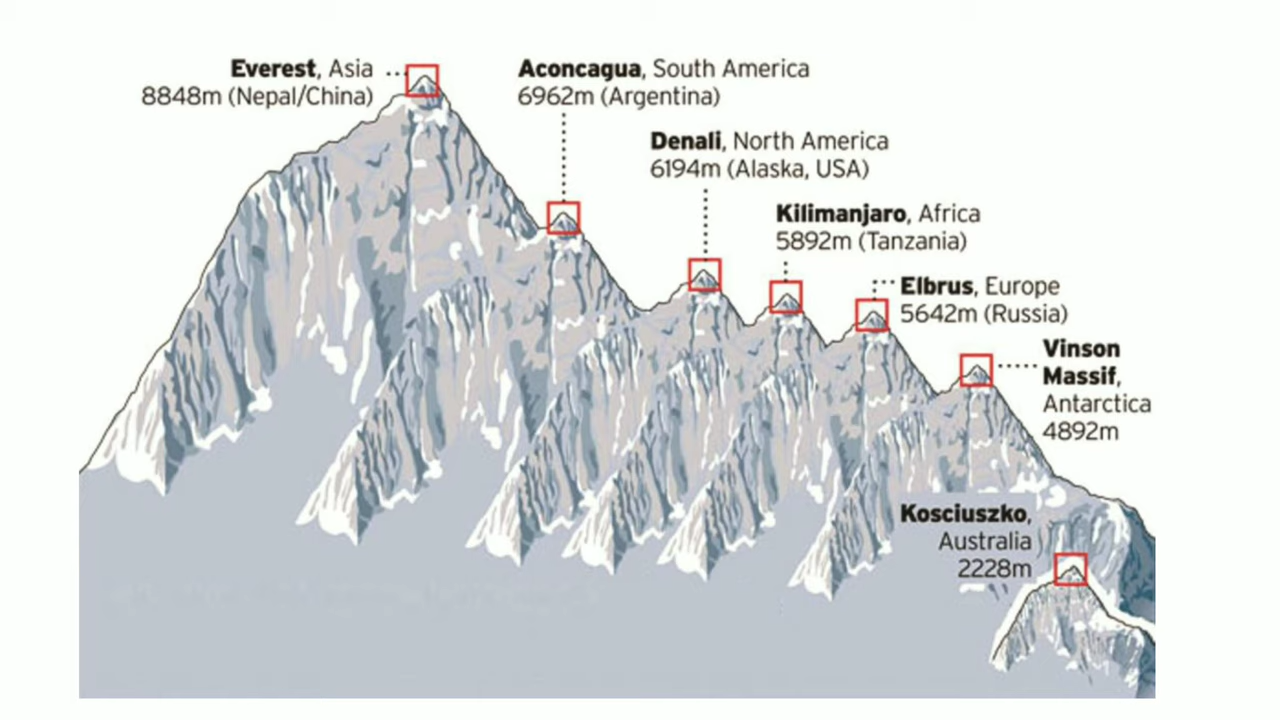 Everest, Asia
8848m (Nepal/China)
Aconcagua, South America
6962m (Argentina)
Denali, North America
6194m (Alaska, USA)
Kilimanjaro, Africa
5892m (Tanzania)
Elbrus, Europe
5642m (Russia)
Vinson
Massif,
Antarctica
4892m
Kosciuszko,
Australia
2228m